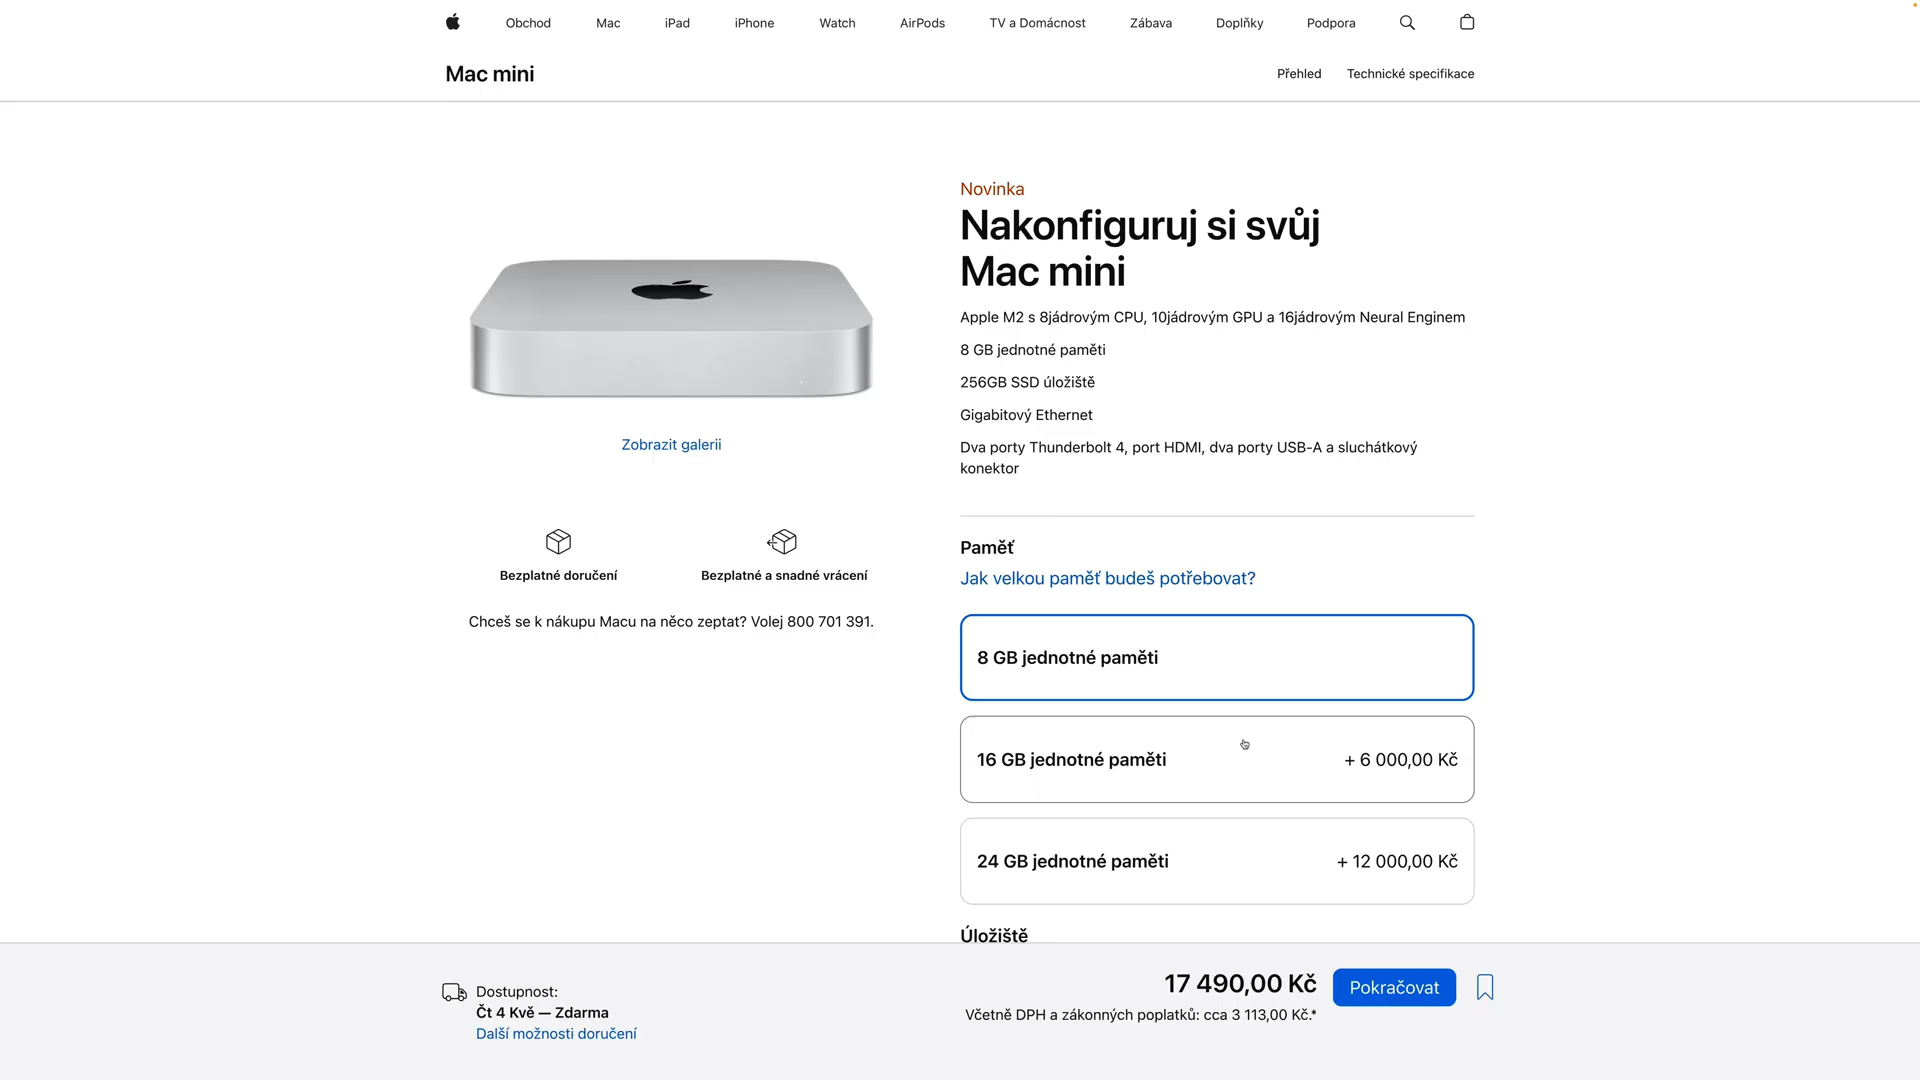 Obchod
Mac
iPad
iPhone
Watch
AirPods
TV a Domácnost
Zábava
Doplňky
Podpora
Mac mini
Přehled
Technické specifikace
Novinka
Nakonfiguruj si svůj
Mac mini
Apple M2 s 8jádrovým CPU, 10jádrovým GPU a 16jádrovým Neural Enginem
8 GB jednotné paměti
256GB SSD úložiště
Gigabitový Ethernet
Dva porty Thunderbolt 4, port HDMI, dva porty USB-A a sluchátkový
konektor
Zobrazit galerii
Bezplatné doručení
Bezplatné a snadné vrácení
Chceš se k nákupu Macu na něco zeptat? Volej 800 701 391.
Paměť
Jak velkou paměť budeš potřebovat?
8 GB jednotné paměti
16 GB jednotné paměti
+ 6 000,00 Kč
24 GB jednotné paměti
+ 12 000,00 Kč
Úložiště
Dostupnost:
Čt 4 Kvě — Zdarma
Další možnosti doručení
17 490,00 Kč
Včetně DPH a zákonných poplatků: cca 3 113,00 Kč.*
Pokračovat